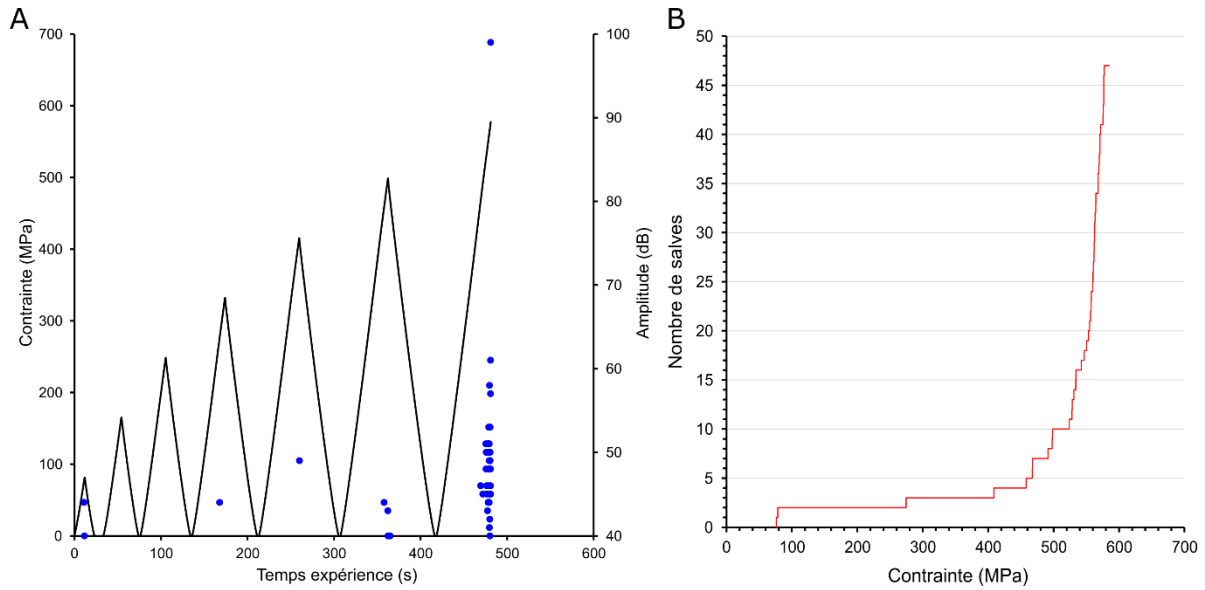 A
700
600
500
400
300
200
100
0
Contrainte (MPa)
0 100 200 300 400 500 600
Temps expérience (s)
100
90
80
70
60
50
40
Amplitude (dB)
B
50
45
40
35
30
25
20
15
10
5
0
Nombre de salves
0 100 200 300 400 500 600 700
Contrainte (MPa)